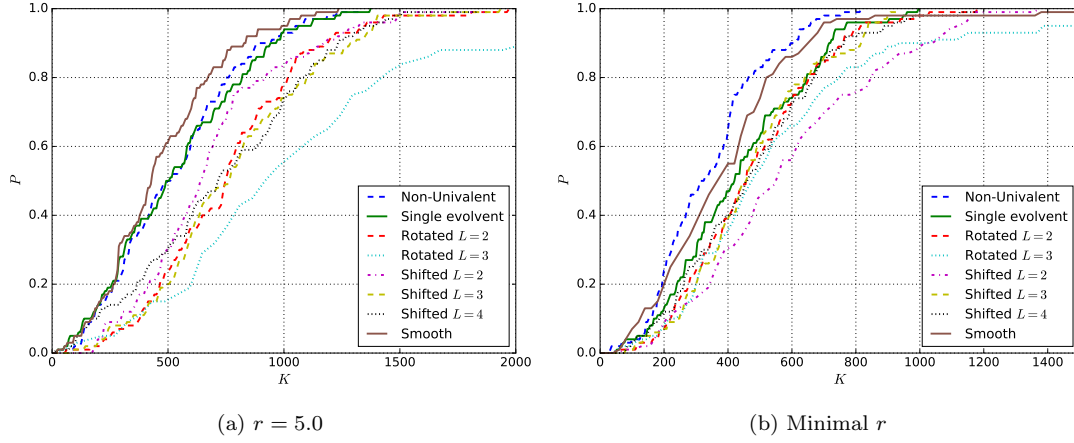 1.0
0.8
0.6
0.4
0.2
0.0
P
0 500 1000 1500 2000
K
Non-Univalent
Single evolvent
Rotated L = 2
Rotated L = 3
Shifted L = 2
Shifted L = 3
Shifted L = 4
Smooth
(a) r = 5.0
1.0
0.8
0.6
0.4
0.2
0.0
P
0 200 400 600 800 1000 1200 1400
K
Non-Univalent
Single evolvent
Rotated L = 2
Rotated L = 3
Shifted L = 2
Shifted L = 3
Shifted L = 4
Smooth
(b) Minimal r